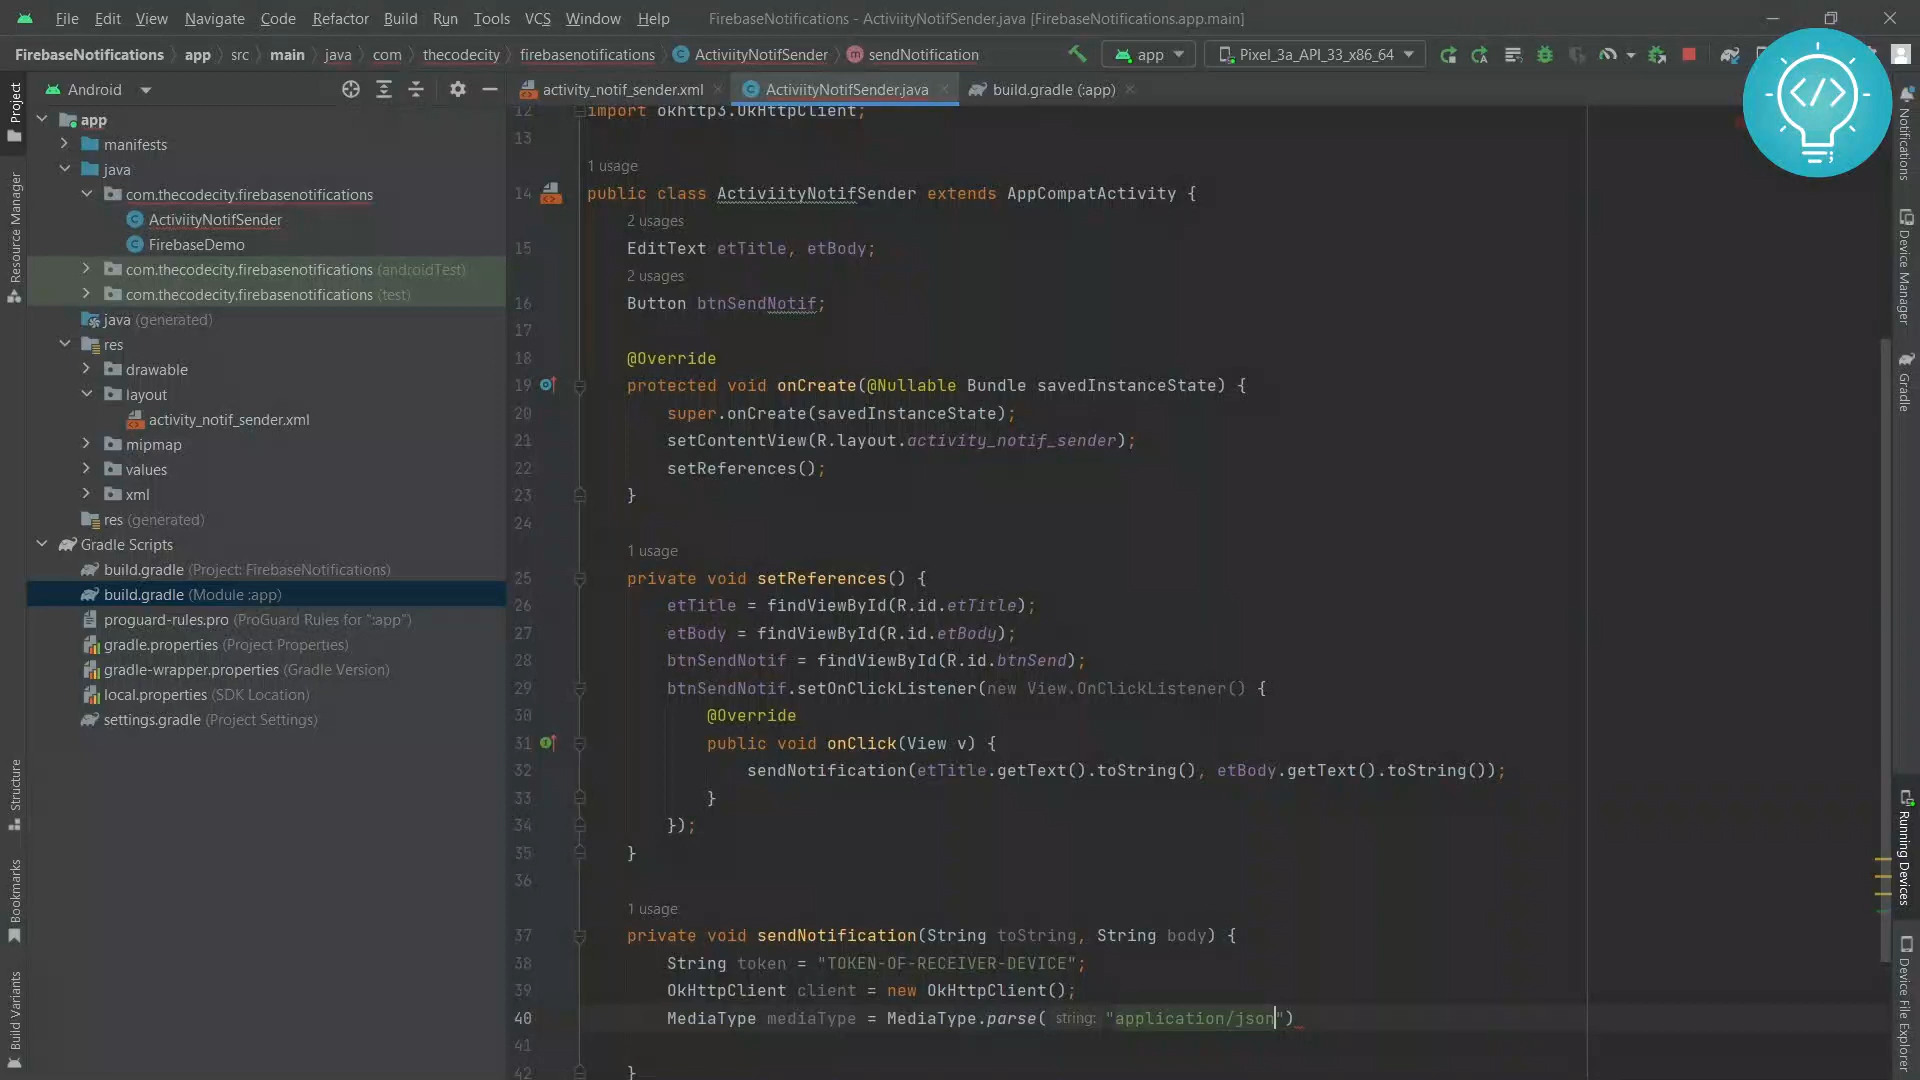 File Edit View Navigate Code Refactor Build Run Tools VCS Window Help FirebaseNotifications - ActiviityNotifSender.java [FirebaseNotifications.app.main]
FirebaseNotifications app src main java com thecodecity firebasenotifications ActiviityNotifSender sendNotification app Pixel_3a_API_33_x86_64
Android
activity_notif_sender.xml ActiviityNotifSender.java build.gradle (:app)
Project
Resource Manager
Structure
Bookmarks
Build Variants
app
manifests
java
com.thecodecity.firebasenotifications
ActiviityNotifSender
FirebaseDemo
com.thecodecity.firebasenotifications (androidTest)
com.thecodecity.firebasenotifications (test)
java (generated)
res
drawable
layout
activity_notif_sender.xml
mipmap
values
xml
res (generated)
Gradle Scripts
build.gradle (Project: FirebaseNotifications)
build.gradle (Module :app)
proguard-rules.pro (ProGuard Rules for ":app")
gradle.properties (Project Properties)
gradle-wrapper.properties (Gradle Version)
local.properties (SDK Location)
settings.gradle (Project Settings)
12 import okhttp3.OkHttpClient;
13
1 usage
14 public class ActiviityNotifSender extends AppCompatActivity {
2 usages
15 EditText etTitle, etBody;
2 usages
16 Button btnSendNotif;
17
18 @Override
19 protected void onCreate(@Nullable Bundle savedInstanceState) {
20 super.onCreate(savedInstanceState);
21 setContentView(R.layout.activity_notif_sender);
22 setReferences();
23 }
24
1 usage
25 private void setReferences() {
26 etTitle = findViewById(R.id.etTitle);
27 etBody = findViewById(R.id.etBody);
28 btnSendNotif = findViewById(R.id.btnSend);
29 btnSendNotif.setOnClickListener(new View.OnClickListener() {
30 @Override
31 public void onClick(View v) {
32 sendNotification(etTitle.getText().toString(), etBody.getText().toString());
33 }
34 });
35 }
36
1 usage
37 private void sendNotification(String toString, String body) {
38 String token = "TOKEN-OF-RECEIVER-DEVICE";
39 OkHttpClient client = new OkHttpClient();
40 MediaType mediaType = MediaType.parse( string: "application/json")
41
42 }
Notifications
Device Manager
Gradle
Running Devices
Device File Explorer